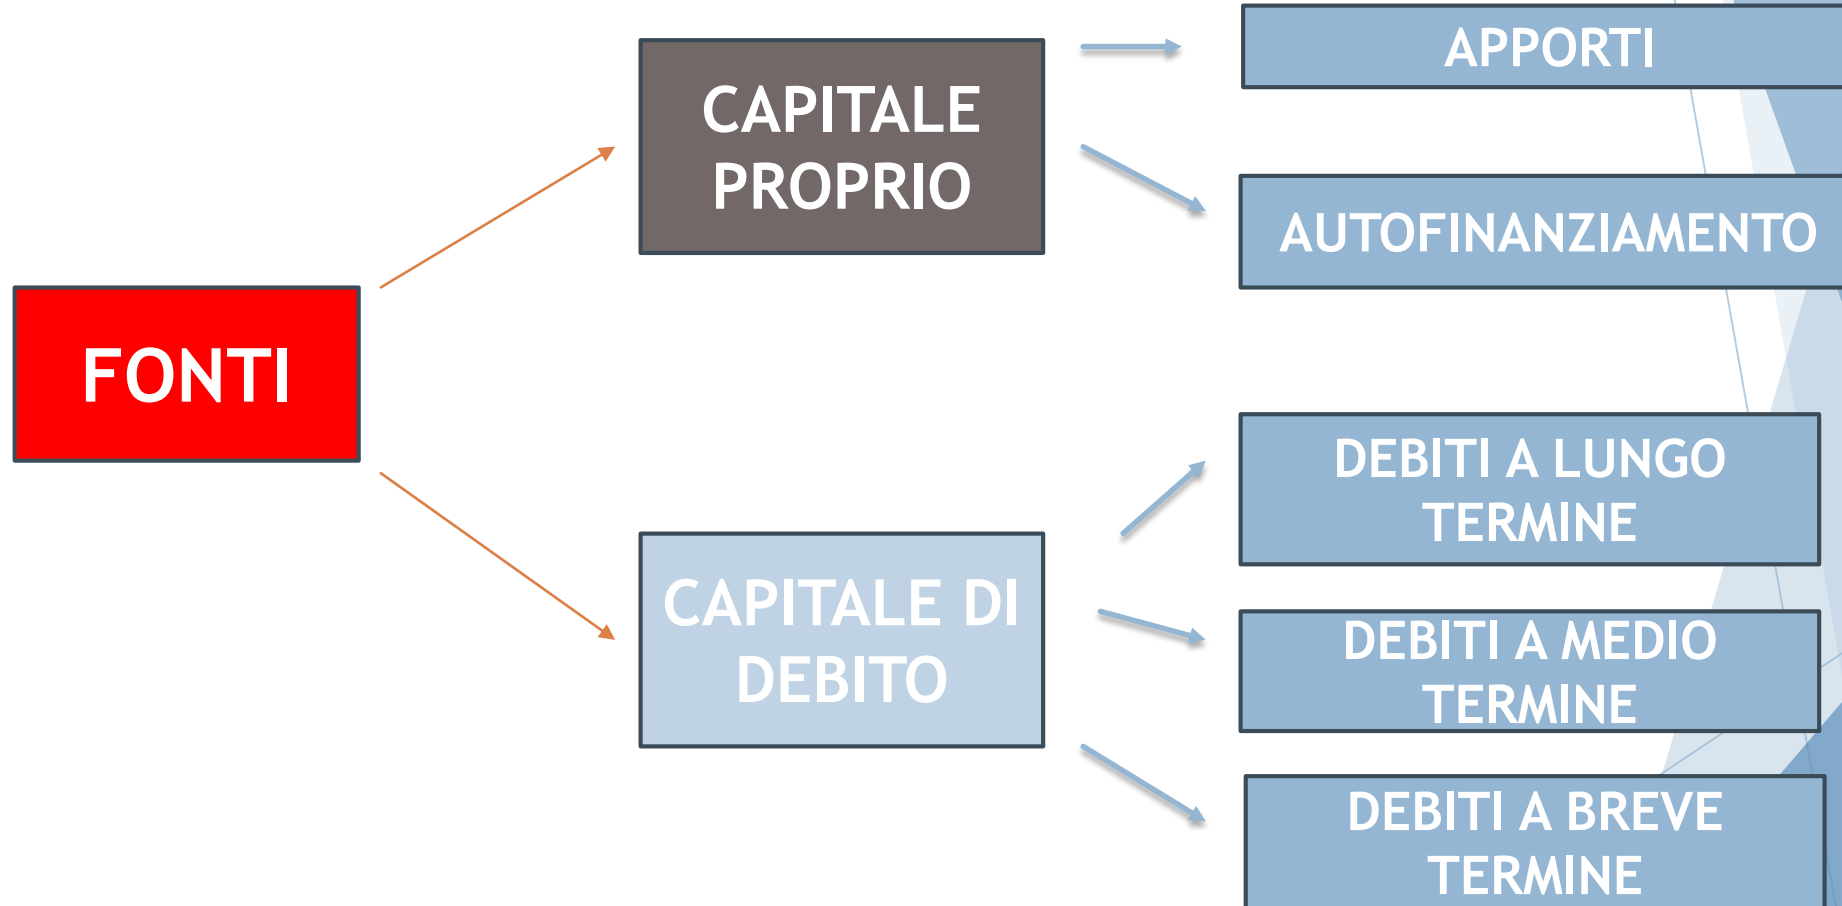 FONTI
CAPITALE
PROPRIO
APPORTI
AUTOFINANZIAMENTO
CAPITALE DI
DEBITO
DEBITI A LUNGO
TERMINE
DEBITI A MEDIO
TERMINE
DEBITI A BREVE
TERMINE